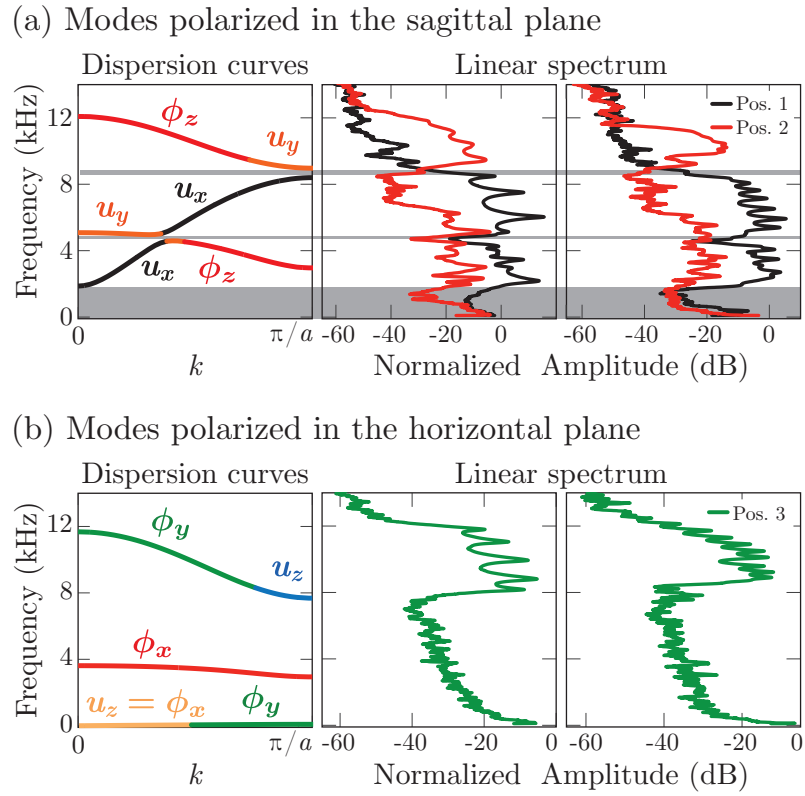 (a) Modes polarized in the sagittal plane
Dispersion curves Linear spectrum
Frequency (kHz)
12
8
4
0
ϕz
uy
ux
uy
ux
ϕz
Pos. 1
Pos. 2
0 π/a -60 -40 -20 0 -60 -40 -20 0
k Normalized Amplitude (dB)
(b) Modes polarized in the horizontal plane
Dispersion curves Linear spectrum
Frequency (kHz)
12
8
4
0
ϕy
uz
ϕx
uz = ϕx ϕy
Pos. 3
0 π/a -60 -40 -20 0 -60 -40 -20 0
k Normalized Amplitude (dB)